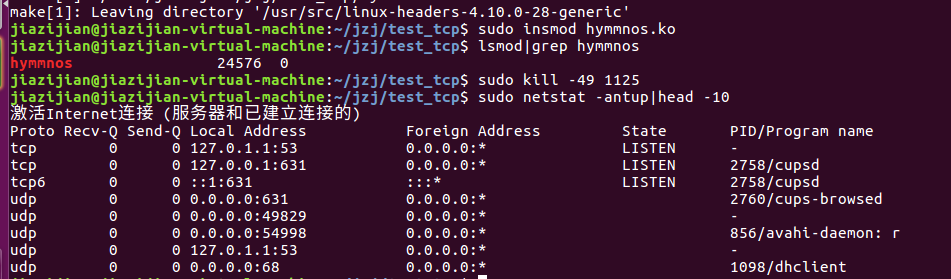 make[1]: Leaving directory '/usr/src/linux-headers-4.10.0-28-generic'
jiazijian@jiazijian-virtual-machine:~/jzj/test_tcp$ sudo insmod hymmnos.ko
jiazijian@jiazijian-virtual-machine:~/jzj/test_tcp$ lsmod|grep hymmnos
hymmnos                24576  0
jiazijian@jiazijian-virtual-machine:~/jzj/test_tcp$ sudo kill -49 1125
jiazijian@jiazijian-virtual-machine:~/jzj/test_tcp$ sudo netstat -antup|head -10
激活Internet连接 (服务器和已建立连接的)
Proto Recv-Q Send-Q Local Address           Foreign Address         State       PID/Program name
tcp        0      0 127.0.1.1:53            0.0.0.0:*               LISTEN      -
tcp        0      0 127.0.0.1:631           0.0.0.0:*               LISTEN      2758/cupsd
tcp6       0      0 ::1:631                 :::*                    LISTEN      2758/cupsd
udp        0      0 0.0.0.0:631             0.0.0.0:*                           2760/cups-browsed
udp        0      0 0.0.0.0:49829           0.0.0.0:*                           -
udp        0      0 0.0.0.0:54998           0.0.0.0:*                           856/avahi-daemon: r
udp        0      0 127.0.1.1:53            0.0.0.0:*                           -
udp        0      0 0.0.0.0:68              0.0.0.0:*                           1098/dhclient